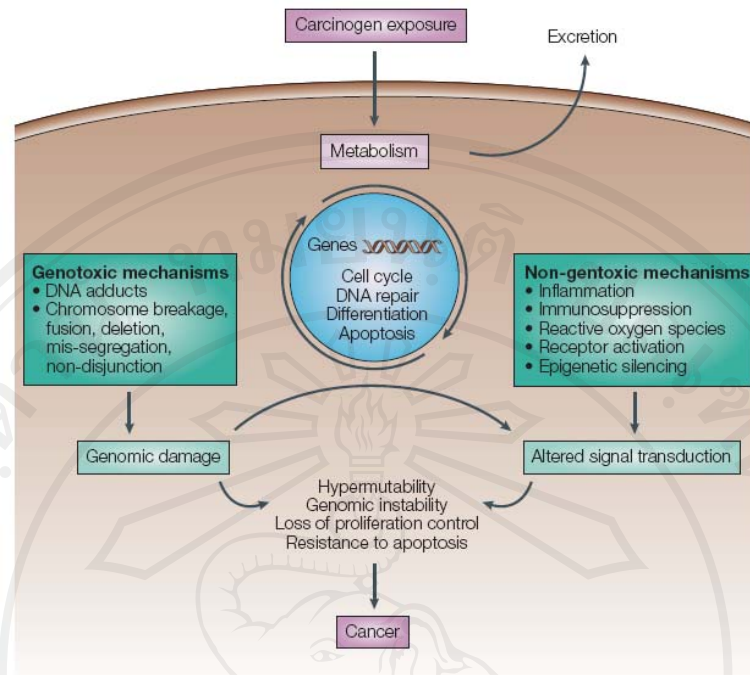 Carcinogen exposure
Excretion
Metabolism
Genes
Cell cycle
DNA repair
Differentiation
Apoptosis
Genotoxic mechanisms
• DNA adducts
• Chromosome breakage,
fusion, deletion,
mis-segregation,
non-disjunction
Non-gentoxic mechanisms
• Inflammation
• Immunosuppression
• Reactive oxygen species
• Receptor activation
• Epigenetic silencing
Genomic damage
Altered signal transduction
Hypermutability
Genomic instability
Loss of proliferation control
Resistance to apoptosis
Cancer